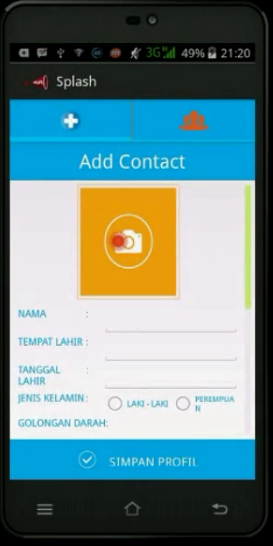 3G 49% 21:20
Splash
Add Contact
NAMA :
TEMPAT LAHIR :
TANGGAL :
LAHIR
JENIS KELAMIN : LAKI - LAKI PEREMPUA
N
GOLONGAN DARAH:
SIMPAN PROFIL